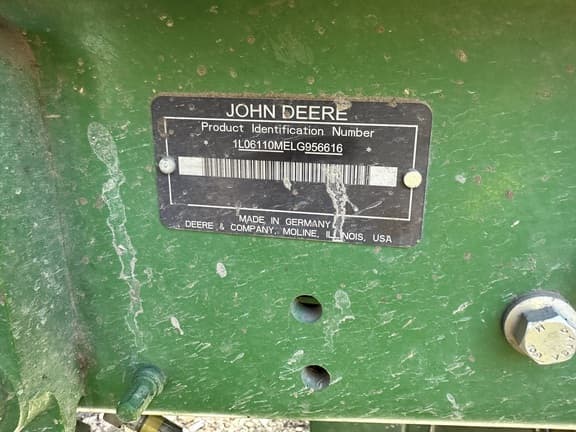 JOHN DEERE
Product Identification Number
1L06110MELG956616
MADE IN GERMANY
DEERE & COMPANY, MOLINE, ILLINOIS, USA